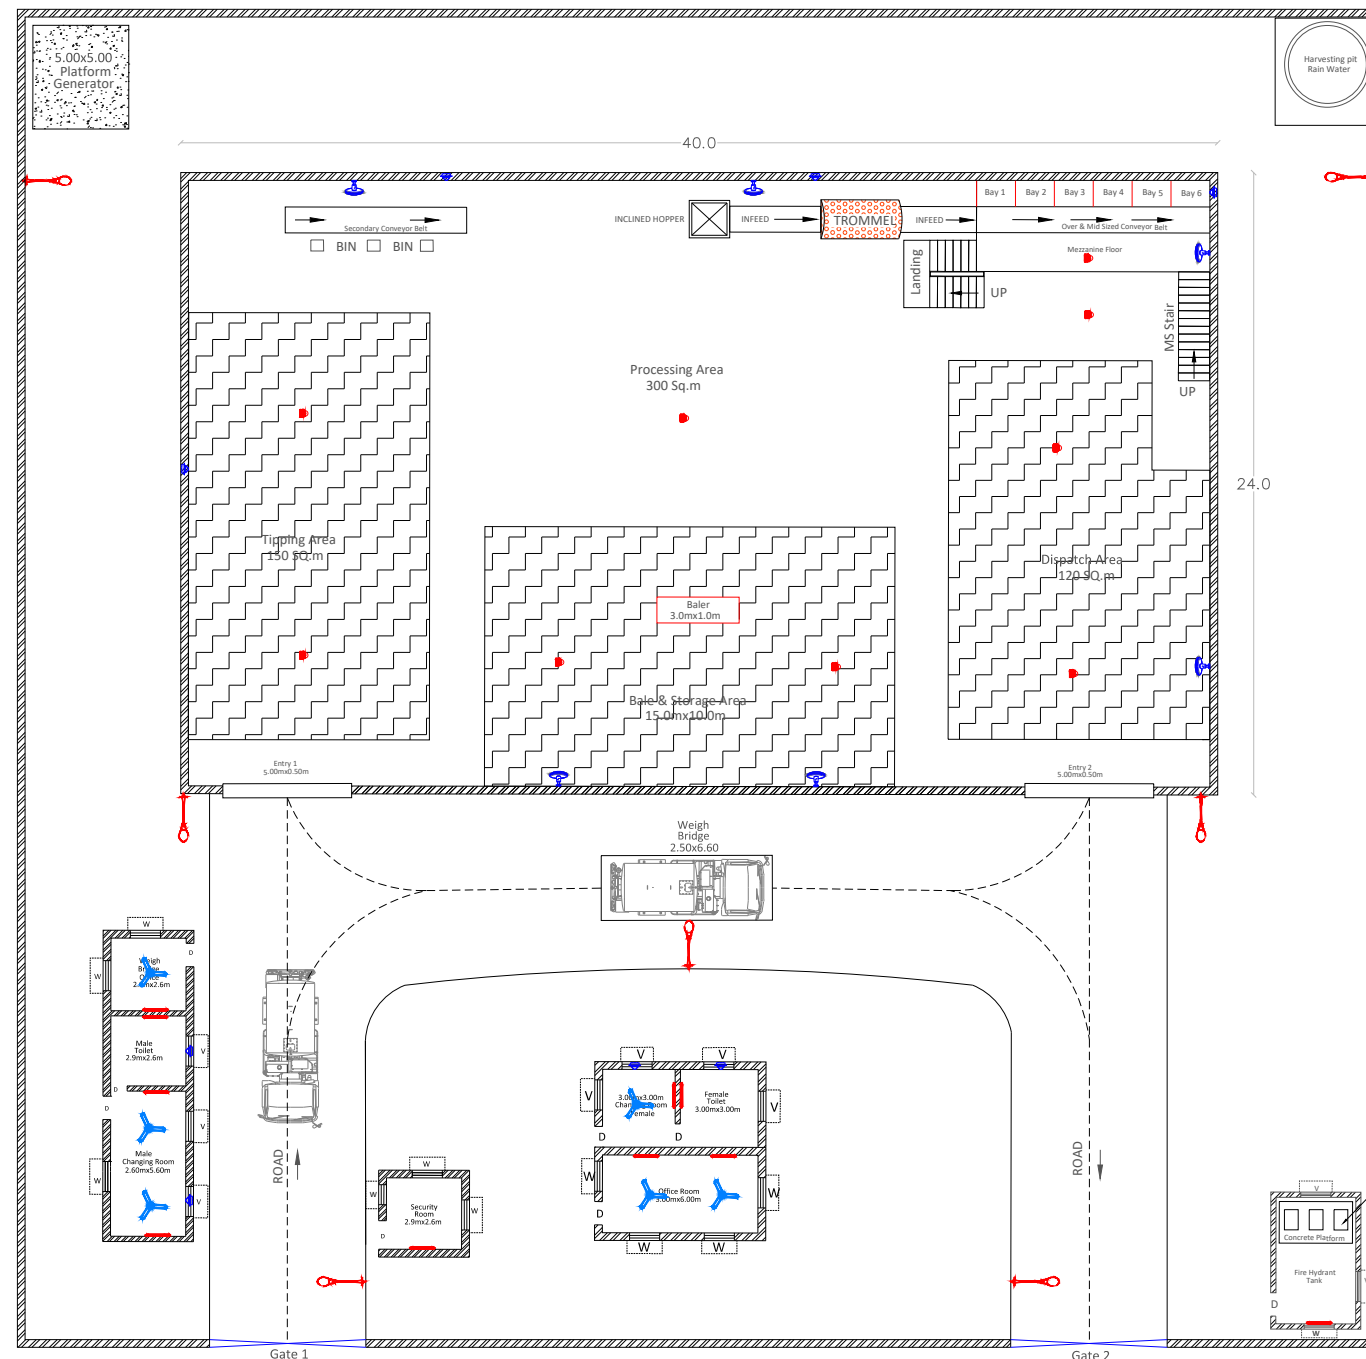 5.00x5.00
Platform
Generator
Harvesting pit
Rain Water
40.0
Bay 1
Bay 2
Bay 3
Bay 4
Bay 5
Bay 6
INCLINED HOPPER
INFEED
TROMMEL
INFEED
Secondary Conveyor Belt
Over & Mid Sized Conveyor Belt
BIN
BIN
Mezzanine Floor
Landing
UP
MS Stair
UP
Processing Area
300 Sq.m
24.0
Tipping Area
150 SQ.m
Dispatch Area
120 SQ.m
Baler
3.0mx1.0m
Bale & Storage Area
15.0mx10.0m
Entry 1
5.00mx0.50m
Entry 2
5.00mx0.50m
Weigh
Bridge
2.50x6.60
W
D
W
Weigh
Bridge
Male
Toilet
2.9mx2.6m
V
D
D
V
Male
Changing Room
2.60mx5.60m
W
V
ROAD
W
W
Security
Room
2.9mx2.6m
W
D
V
V
V
3.00mx3.00m
Female
Female
Toilet
3.00mx3.00m
V
D
D
W
Office Room
3.00mx6.00m
W
D
W
W
ROAD
V
Concrete Platform
Fire Hydrant
Tank
D
W
Gate 1
Gate 2